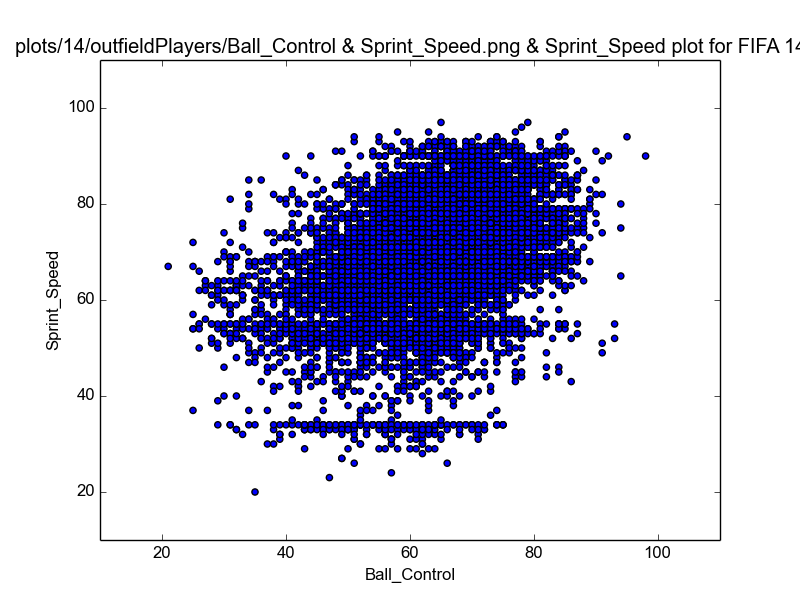 plots/14/outfieldPlayers/Ball_Control & Sprint_Speed.png & Sprint_Speed plot for FIFA 14
100
80
60
40
20
Sprint_Speed
20 40 60 80 100
Ball_Control